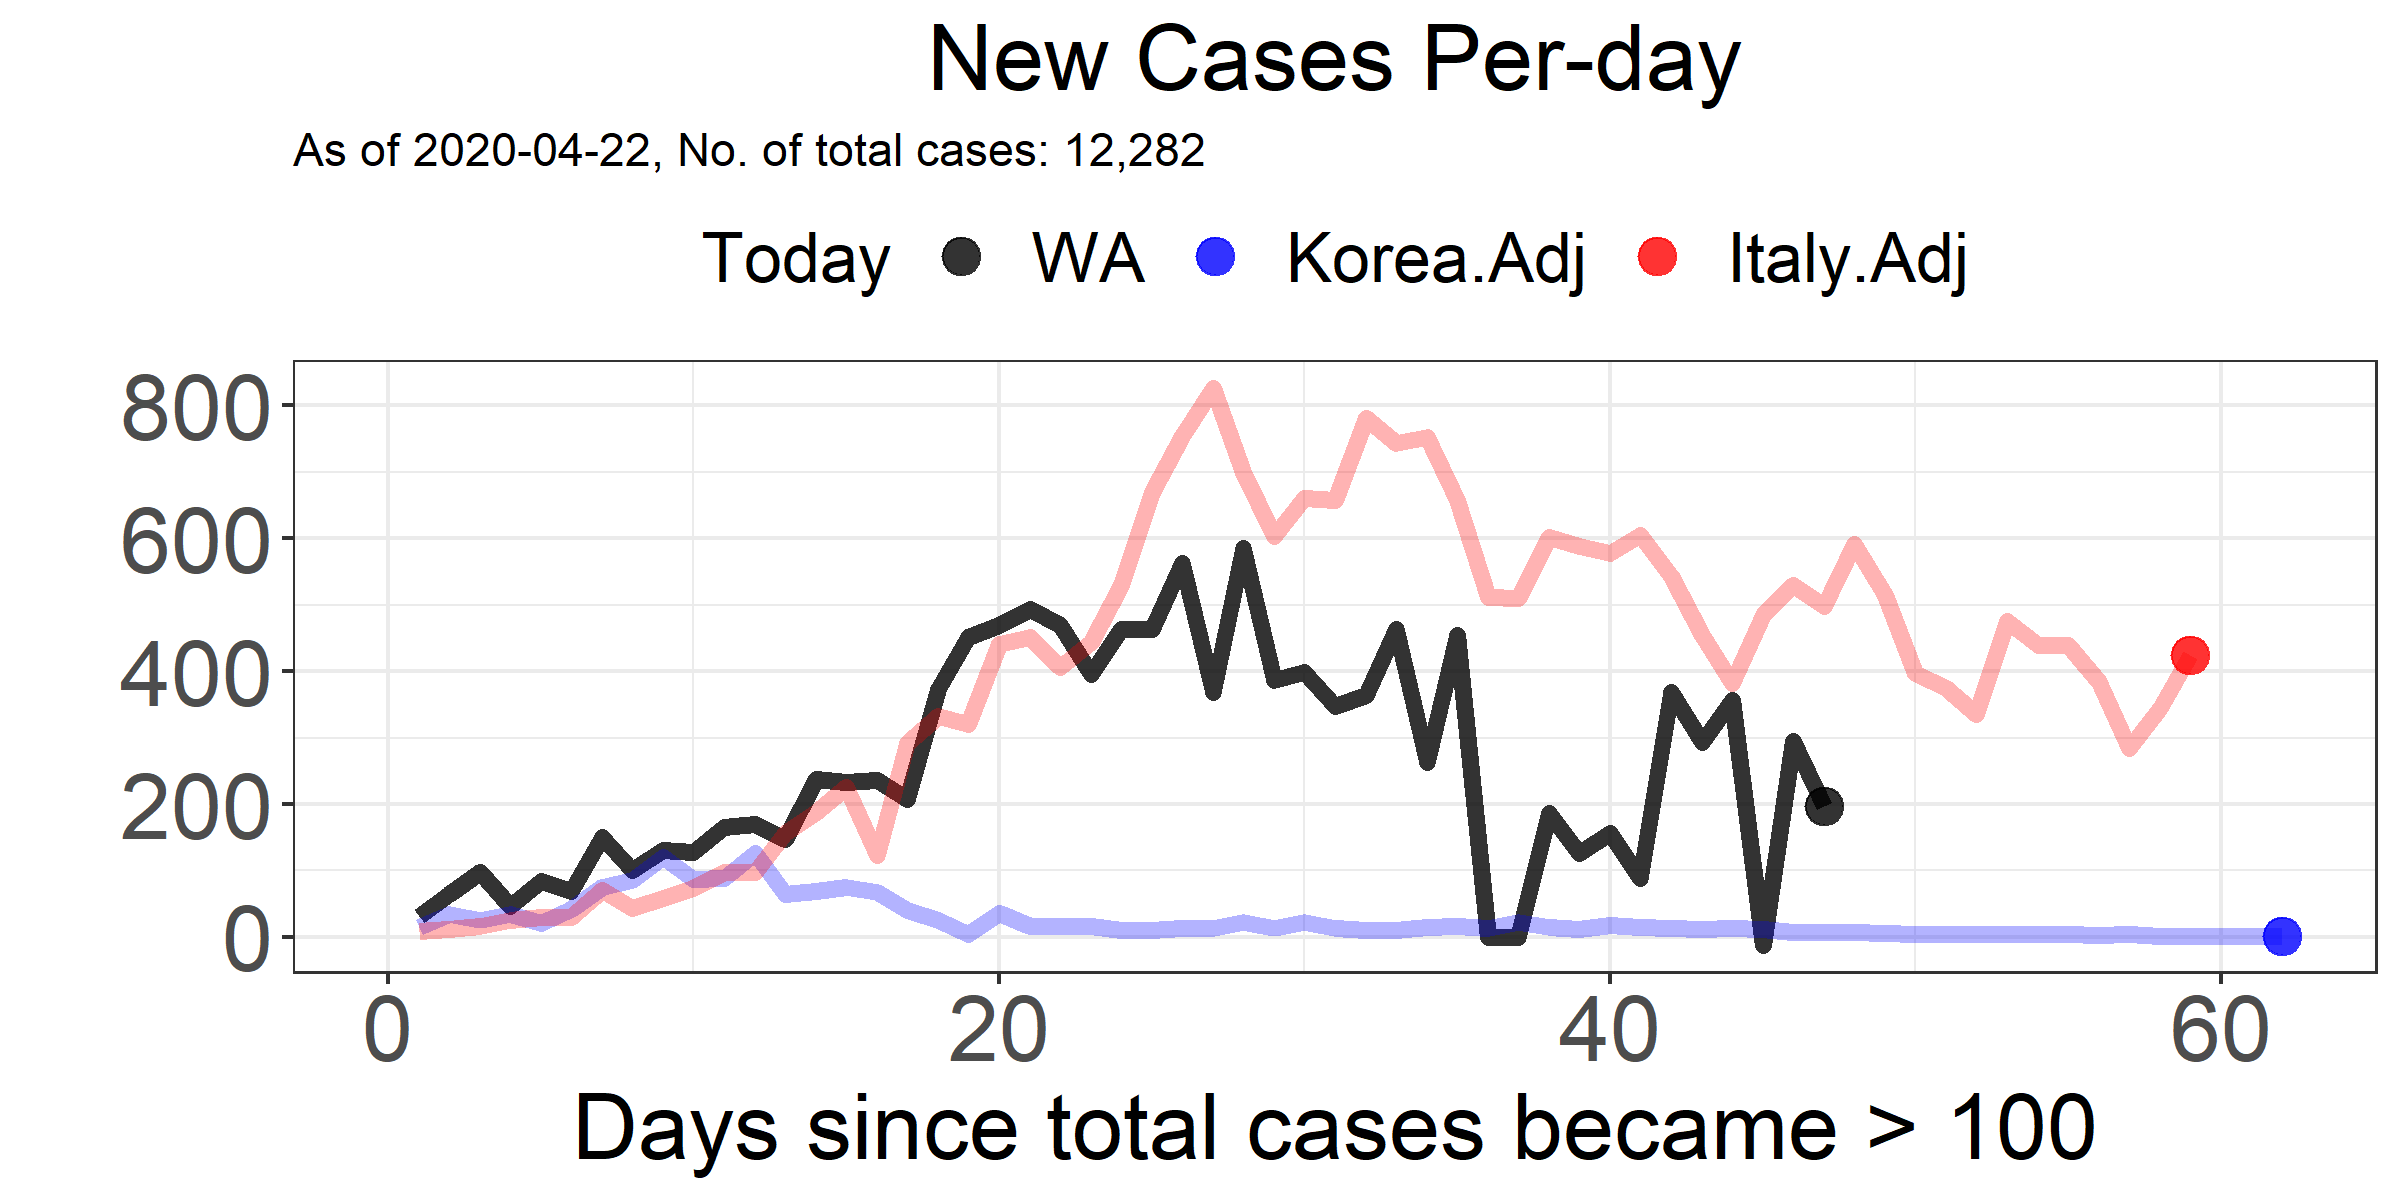 New Cases Per-day
As of 2020-04-22, No. of total cases: 12,282
Today WA Korea.Adj Italy.Adj
800
600
400
200
0
0 20 40 60
Days since total cases became > 100